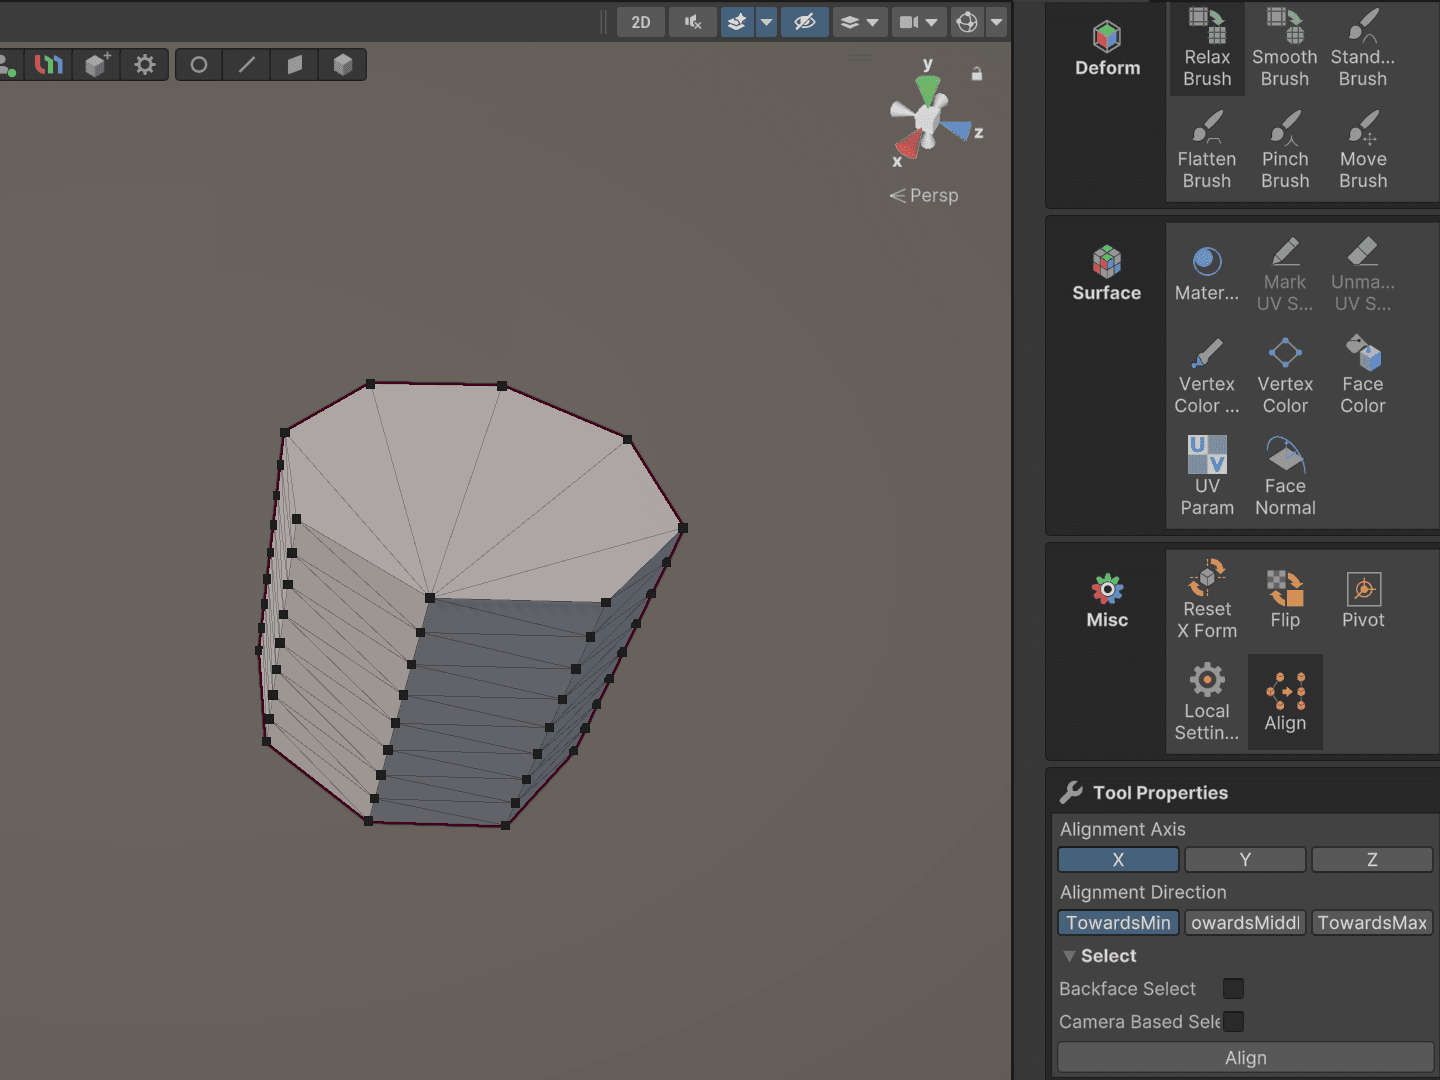 2D
y
z
x
Persp
Deform
Relax Brush
Smooth Brush
Stand... Brush
Flatten Brush
Pinch Brush
Move Brush
Surface
Mater...
Mark UV S...
Unma... UV S...
Vertex Color ...
Vertex Color
Face Color
UV Param
Face Normal
Misc
Reset X Form
Flip
Pivot
Local Settin...
Align
Tool Properties
Alignment Axis
X Y Z
Alignment Direction
TowardsMin owardsMiddl TowardsMax
Select
Backface Select
Camera Based Sele
Align